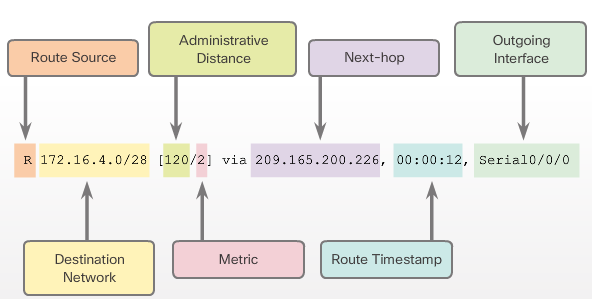 Route Source
Administrative
Distance
Next-hop
Outgoing
Interface
R 172.16.4.0/28 [120/2] via 209.165.200.226, 00:00:12, Serial0/0/0
Destination
Network
Metric
Route Timestamp